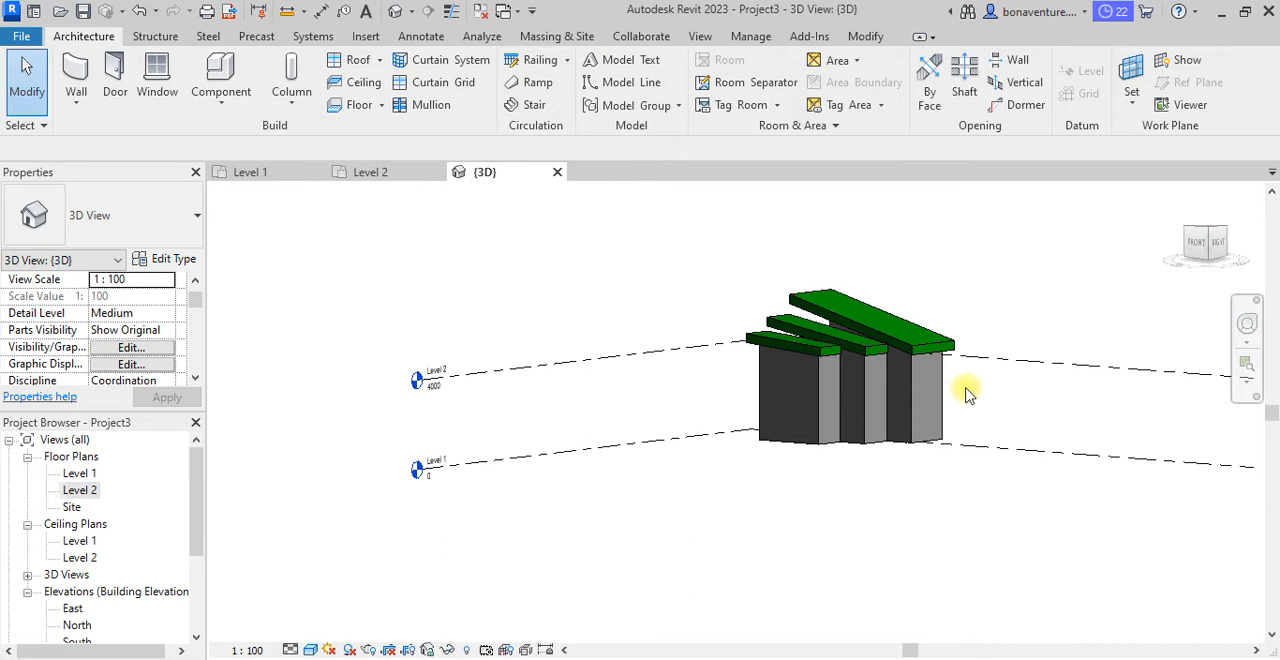 R
Autodesk Revit 2023 - Project3 - 3D View: {3D}
bonaventure....
22
File
Architecture
Structure
Steel
Precast
Systems
Insert
Annotate
Analyze
Massing & Site
Collaborate
View
Manage
Add-Ins
Modify
Modify
Wall
Door
Window
Component
Column
Roof
Ceiling
Floor
Curtain System
Curtain Grid
Mullion
Railing
Ramp
Stair
Model Text
Model Line
Model Group
Room
Room Separator
Tag Room
Area
Area Boundary
Tag Area
By Face
Shaft
Wall
Vertical
Dormer
Level
Grid
Set
Show
Ref Plane
Viewer
Select
Build
Circulation
Model
Room & Area
Opening
Datum
Work Plane
Properties
Level 1
Level 2
{3D}
3D View
3D View: {3D}
Edit Type
View Scale
1 : 100
Scale Value 1:
100
Detail Level
Medium
Parts Visibility
Show Original
Visibility/Grap...
Edit...
Graphic Displ...
Edit...
Discipline
Coordination
Properties help
Apply
Project Browser - Project3
Views (all)
Floor Plans
Level 1
Level 2
Site
Ceiling Plans
Level 1
Level 2
3D Views
Elevations (Building Elevation
East
North
South
Level 2
4000
Level 1
0
FRONT
RIGHT
1 : 100